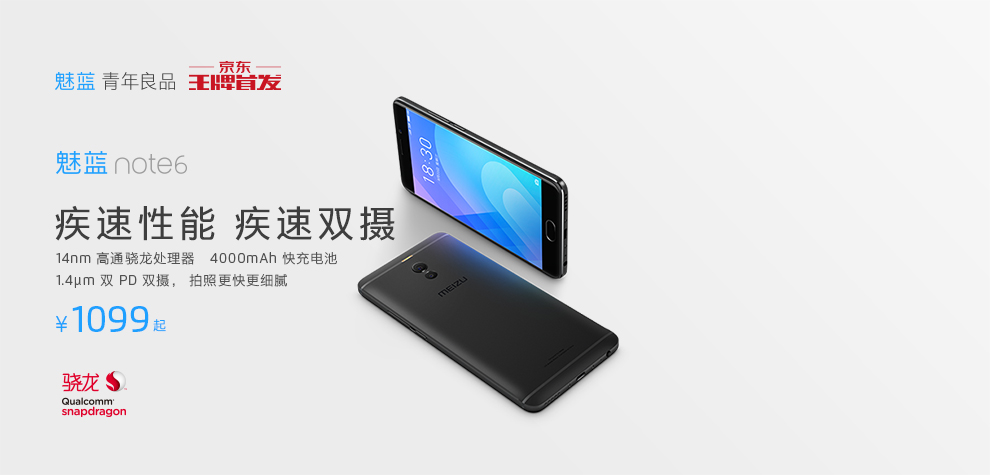 魅蓝 青年良品 京东
王牌首发
魅蓝 note6
18:30
疾速性能 疾速双摄
14nm 高通骁龙处理器 4000mAh 快充电池
1.4μm 双 PD 双摄， 拍照更快更细腻
MEIZU
¥1099起
骁龙
Qualcomm
snapdragon